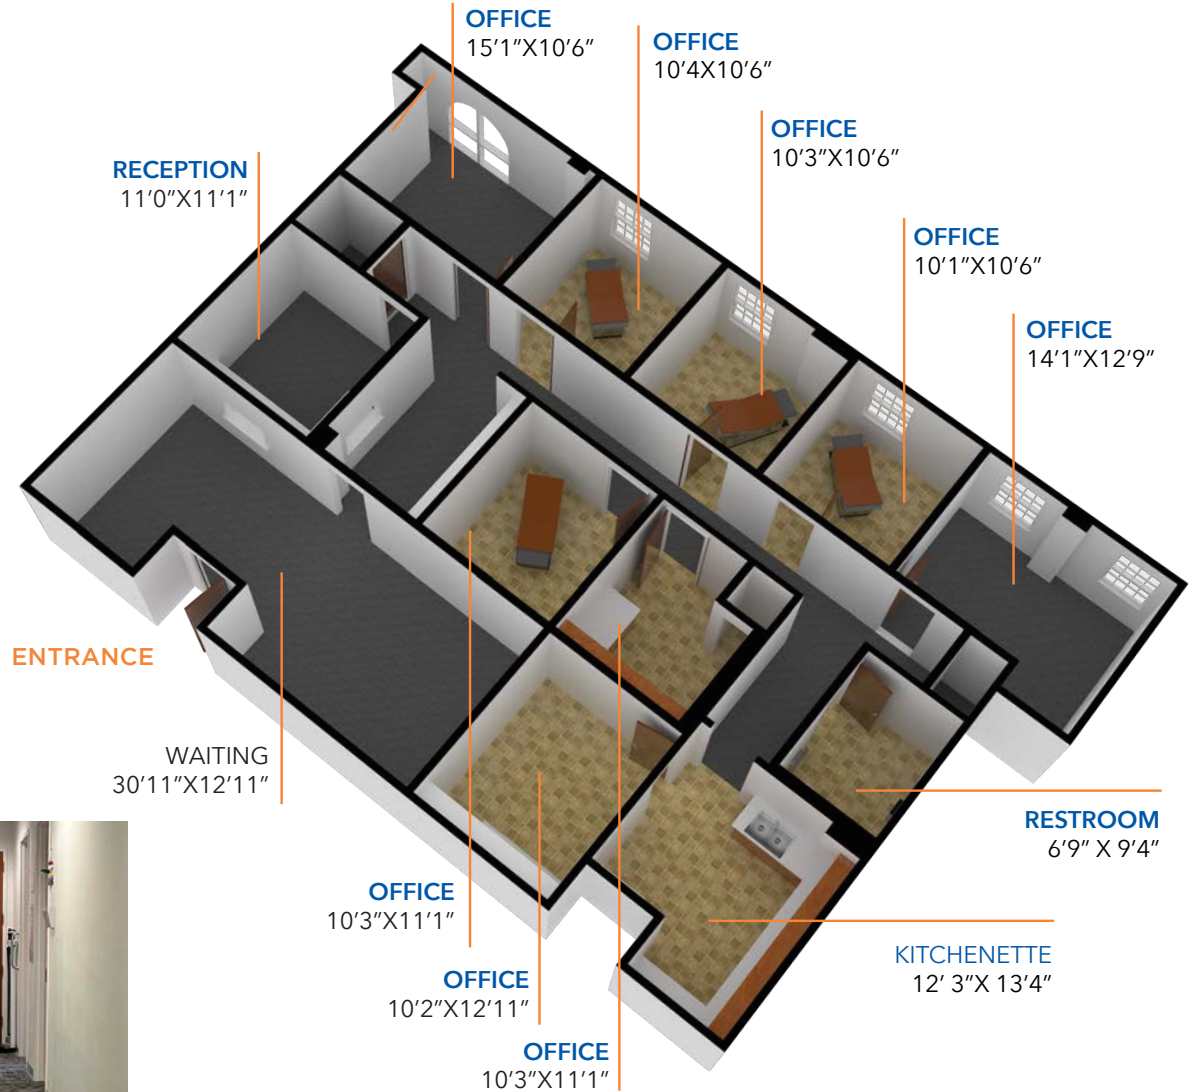 OFFICE
15’1”X10’6”
OFFICE
10’4X10’6”
OFFICE
10’3”X10’6”
RECEPTION
11’0”X11’1”
OFFICE
10’1”X10’6”
OFFICE
14’1”X12’9”
ENTRANCE
WAITING
30’11”X12’11”
RESTROOM
6’9” X 9’4”
OFFICE
10’3”X11’1”
KITCHENETTE
12’ 3”X 13’4”
OFFICE
10’2”X12’11”
OFFICE
10’3”X11’1”